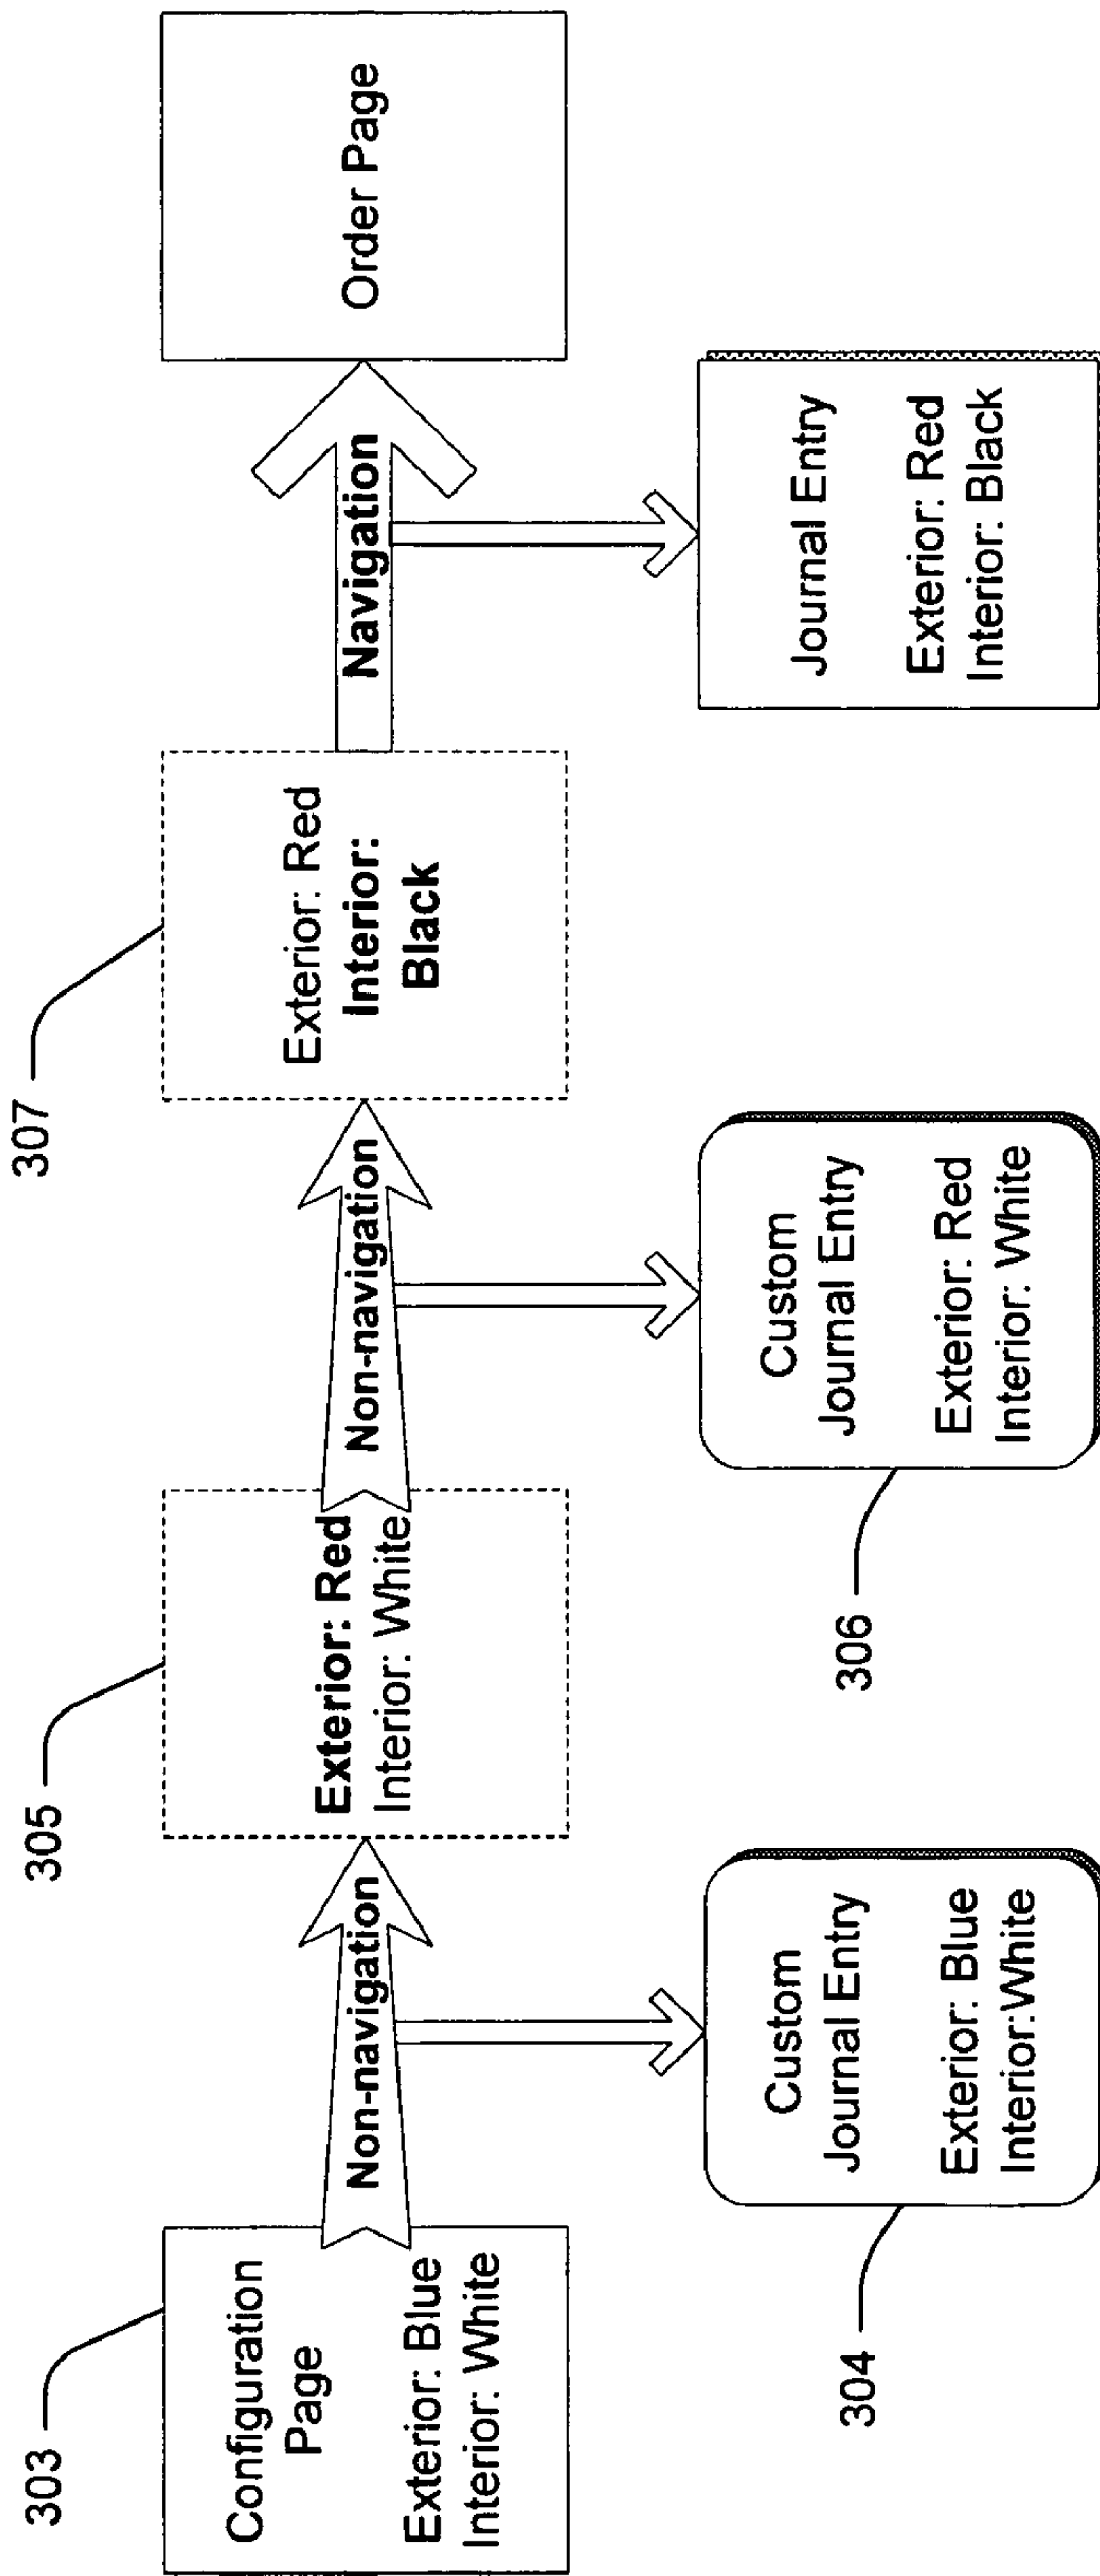 303
Configuration
Page
Exterior: Blue
Interior: White
Non-navigation
305
Exterior: Red
Interior: White
Non-navigation
307
Exterior: Red
Interior:
Black
Navigation
Order Page
304
Custom
Journal Entry
Exterior: Blue
Interior:White
306
Custom
Journal Entry
Exterior: Red
Interior: White
Journal Entry
Exterior: Red
Interior: Black